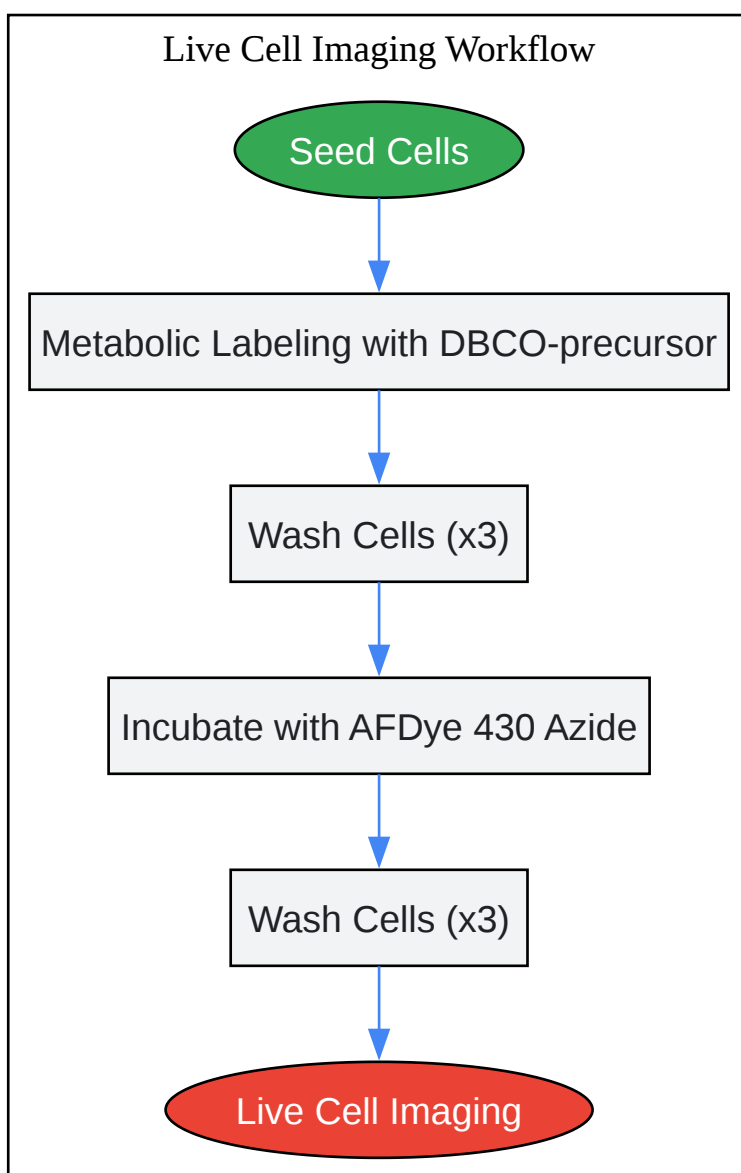 Live Cell Imaging Workflow
Seed Cells
Metabolic Labeling with DBCO-precursor
Wash Cells (x3)
Incubate with AFDye 430 Azide
Wash Cells (x3)
Live Cell Imaging